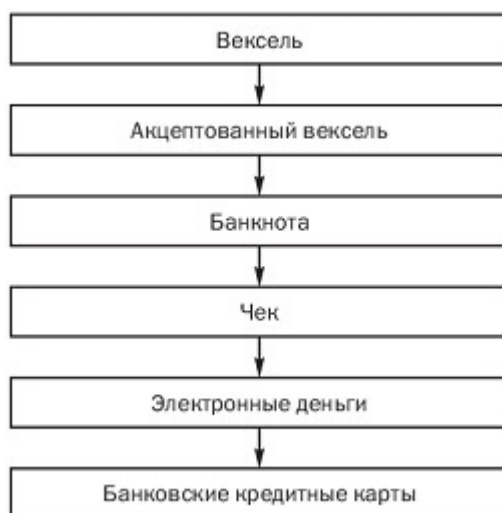 Вексель
Акцептованный вексель
Банкнота
Чек
Электронные деньги
Банковские кредитные карты